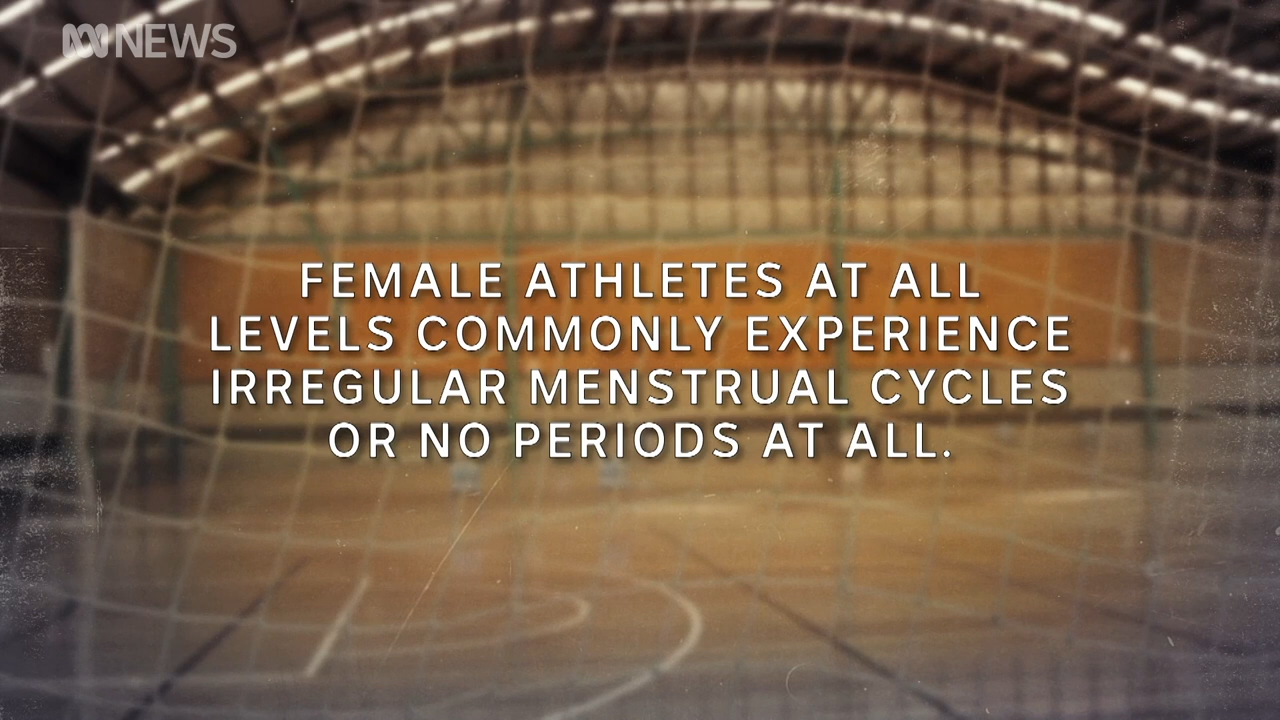 NEWS
FEMALE ATHLETES AT ALL
LEVELS COMMONLY EXPERIENCE
IRREGULAR MENSTRUAL CYCLES
OR NO PERIODS AT ALL.